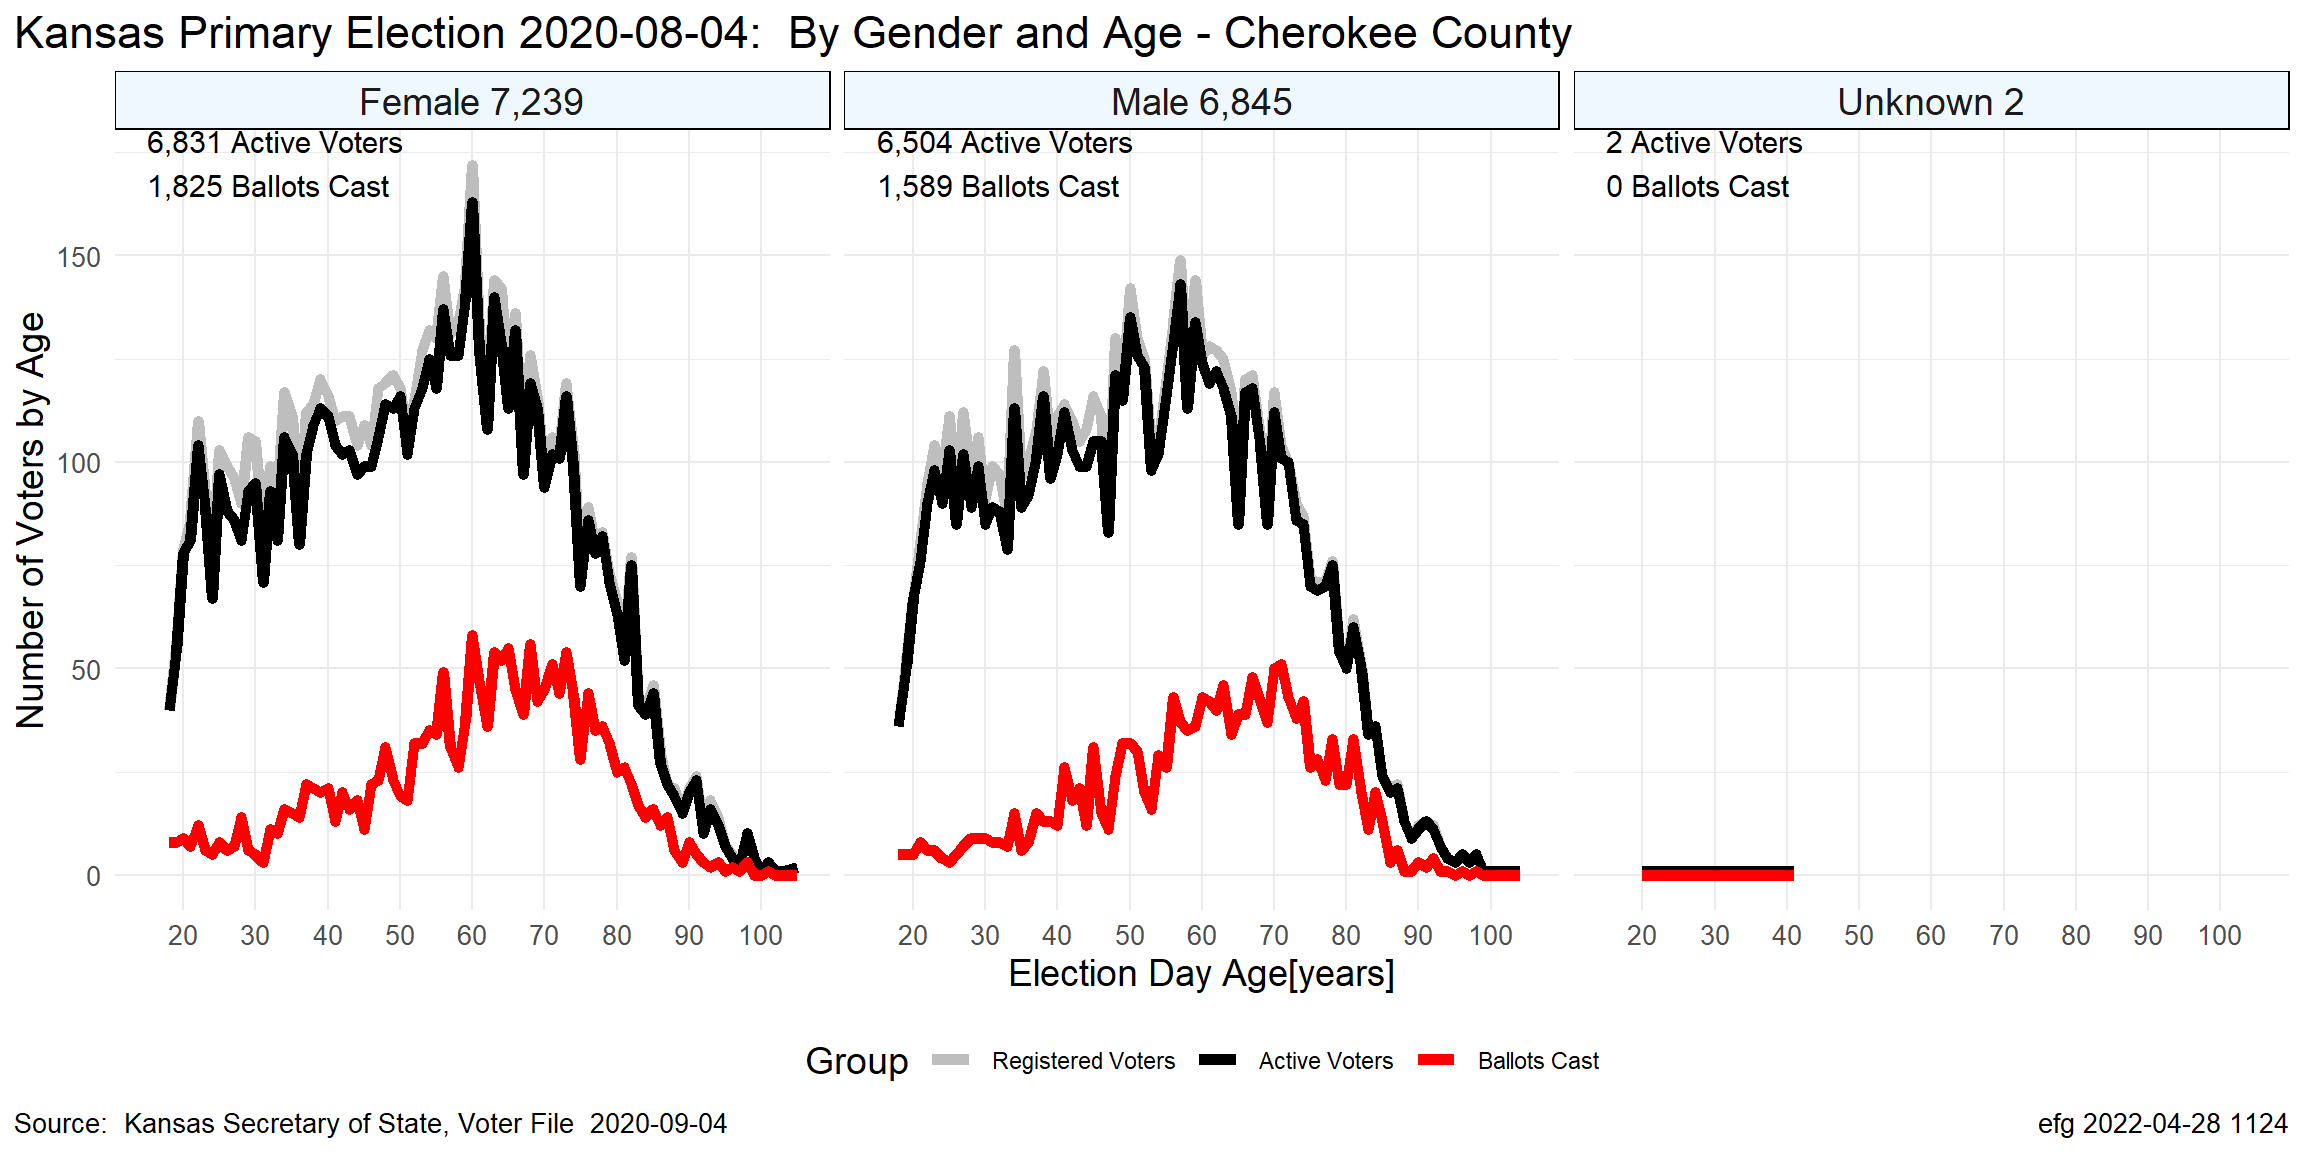 Kansas Primary Election 2020-08-04:  By Gender and Age - Cherokee County
Female 7,239
Male 6,845
Unknown 2
6,831 Active Voters
1,825 Ballots Cast
6,504 Active Voters
1,589 Ballots Cast
2 Active Voters
0 Ballots Cast
Number of Voters by Age
150
100
50
0
20 30 40 50 60 70 80 90 100
20 30 40 50 60 70 80 90 100
20 30 40 50 60 70 80 90 100
Election Day Age[years]
Group Registered Voters Active Voters Ballots Cast
Source:  Kansas Secretary of State, Voter File  2020-09-04
efg 2022-04-28 1124